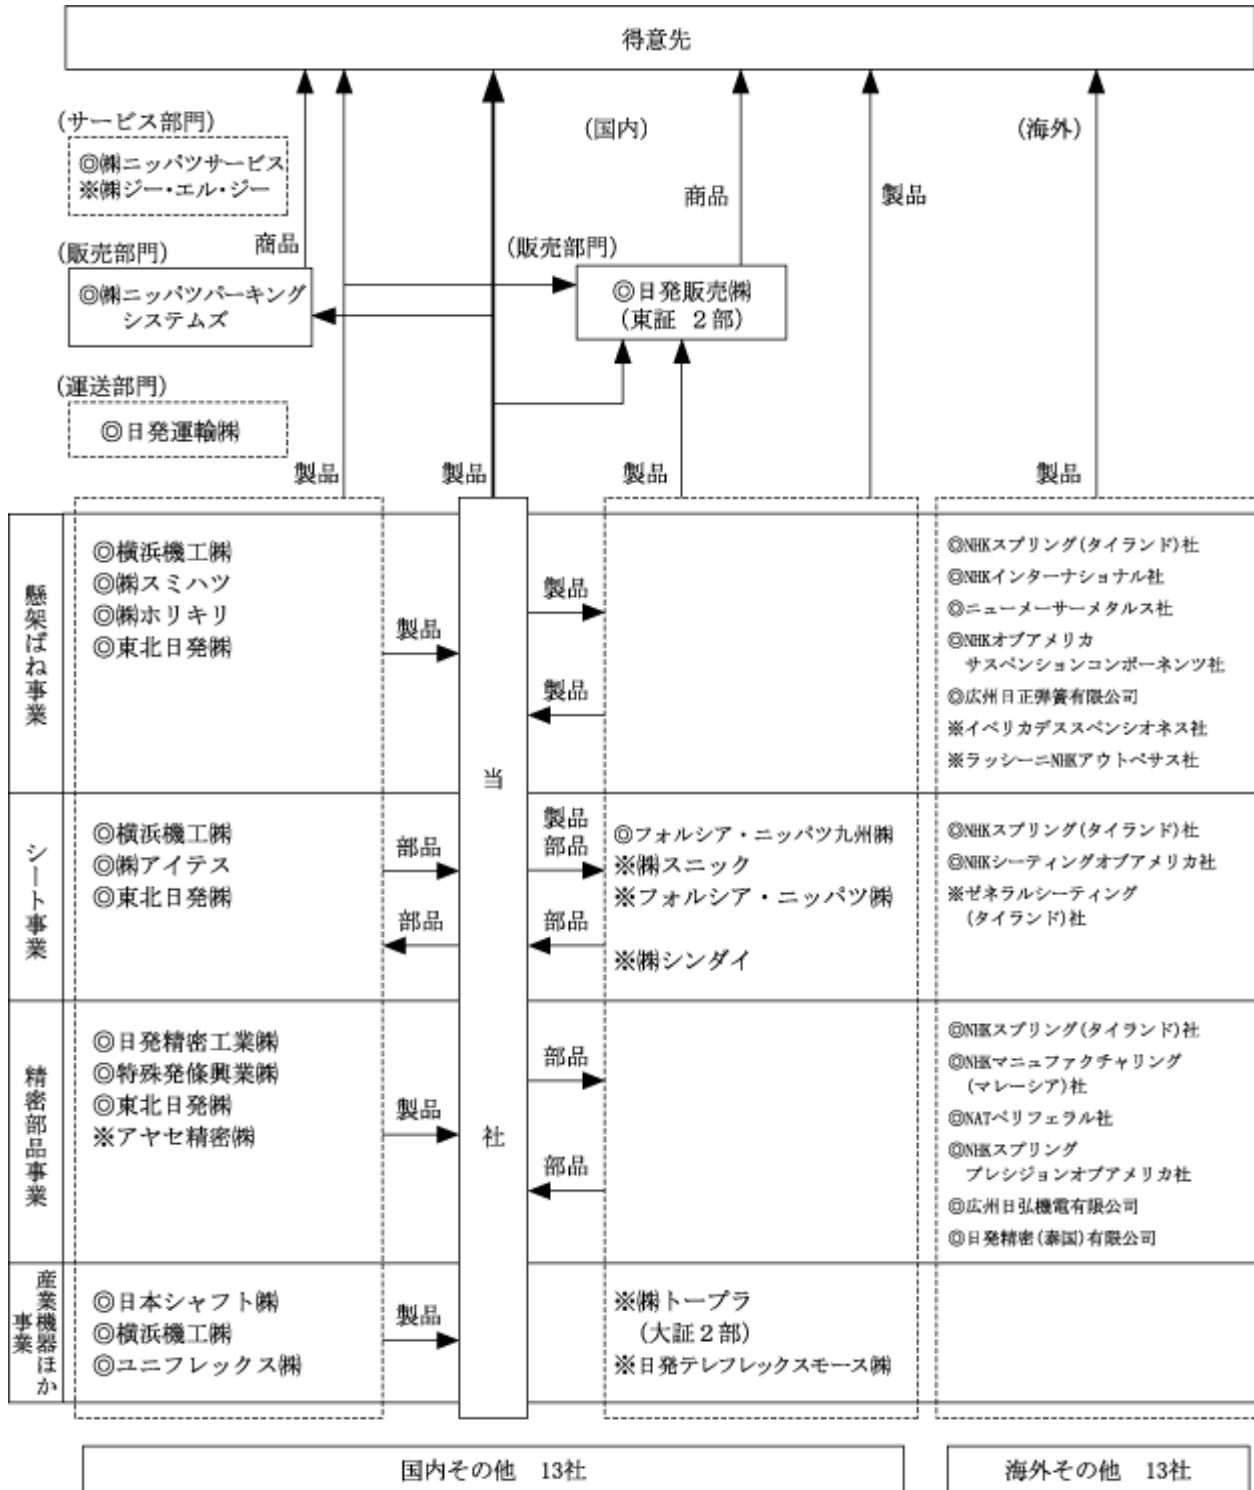 得意先
(サービス部門)
◎㈱ニッパツサービス
※㈱ジー・エル・ジー
(国内)
(海外)
商品
製品
(販売部門)
商品
◎㈱ニッパツパーキング
システムズ
(販売部門)
◎日発販売㈱
(東証 2部)
(運送部門)
◎日発運輸㈱
製品
製品
製品
製品
懸架ばね事業
◎横浜機工㈱
◎㈱スミハツ
◎㈱ホリキリ
◎東北日発㈱
製品
製品
製品
◎NHKスプリング(タイランド)社
◎NHKインターナショナル社
◎ニューメーサーメタルス社
◎NHKオブアメリカ
サスペンションコンポーネンツ社
◎広州日正弾簧有限公司
※イベリカデススペンシオネス社
※ラッシーニNHKアウトペサス社
当社
シート事業
◎横浜機工㈱
◎㈱アイテス
◎東北日発㈱
部品
部品
製品
部品
部品
◎フォルシア・ニッパツ九州㈱
※㈱スニック
※フォルシア・ニッパツ㈱
※㈱シンダイ
◎NHKスプリング(タイランド)社
◎NHKシーティングオブアメリカ社
※ゼネラルシーティング
(タイランド)社
精密部品事業
◎日発精密工業㈱
◎特殊発條興業㈱
◎東北日発㈱
※アヤセ精密㈱
製品
部品
部品
◎NHKスプリング(タイランド)社
◎NHKマニュファクチャリング
(マレーシア)社
◎NATペリフェラル社
◎NHKスプリング
プレシジョンオブアメリカ社
◎広州日弘機電有限公司
◎日発精密(泰国)有限公司
産業機器ほか
事業
◎日本シャフト㈱
◎横浜機工㈱
◎ユニフレックス㈱
製品
※㈱トープラ
(大証2部)
※日発テレフレックスモース㈱
国内その他 13社
海外その他 13社